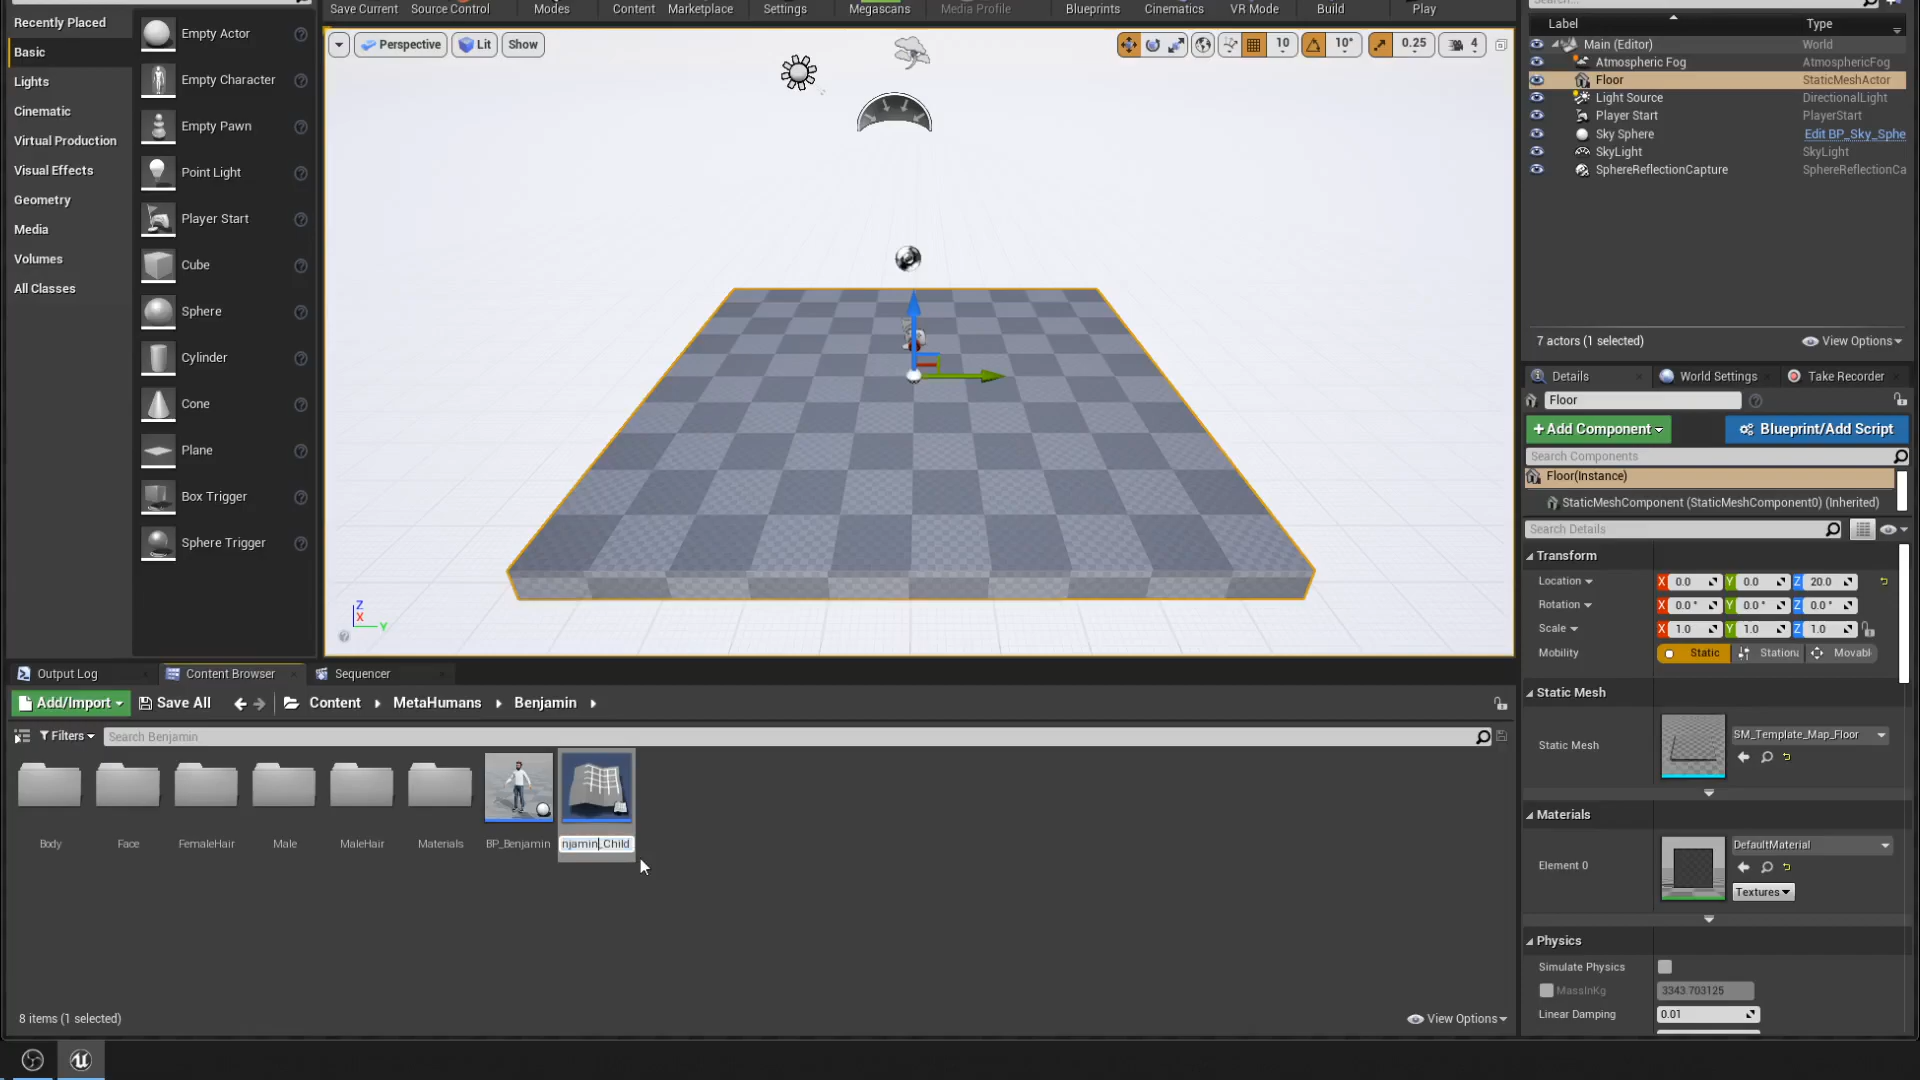 Recently Placed
Basic
Lights
Cinematic
Virtual Production
Visual Effects
Geometry
Media
Volumes
All Classes
Empty Actor
Empty Character
Empty Pawn
Point Light
Player Start
Cube
Sphere
Cylinder
Cone
Plane
Box Trigger
Sphere Trigger
Save Current
Source Control
Modes
Content
Marketplace
Settings
Megascans
Media Profile
Blueprints
Cinematics
VR Mode
Build
Play
Perspective
Lit
Show
10
10°
0.25
4
Z
X
Y
Label
Type
Main (Editor)
World
Atmospheric Fog
AtmosphericFog
Floor
StaticMeshActor
Light Source
DirectionalLight
Player Start
PlayerStart
Sky Sphere
Edit BP_Sky_Sphe
SkyLight
SkyLight
SphereReflectionCapture
SphereReflectionCa
7 actors (1 selected)
View Options
Details
World Settings
Take Recorder
Floor
+Add Component
Blueprint/Add Script
Search Components
Floor(Instance)
StaticMeshComponent (StaticMeshComponent0) (Inherited)
Search Details
Transform
Location
X 0.0 Y 0.0 Z 20.0
Rotation
X 0.0° Y 0.0° Z 0.0°
Scale
X 1.0 Y 1.0 Z 1.0
Mobility
Static
Station
Movabl
Static Mesh
Static Mesh
SM_Template_Map_Floor
Materials
Element 0
DefaultMaterial
Textures
Physics
Simulate Physics
MassInKg
3343.703125
Linear Damping
0.01
Output Log
Content Browser
Sequencer
Add/Import
Save All
Content
MetaHumans
Benjamin
Filters
Search Benjamin
Body
Face
FemaleHair
Male
MaleHair
Materials
BP_Benjamin
njamin_Child
8 items (1 selected)
View Options